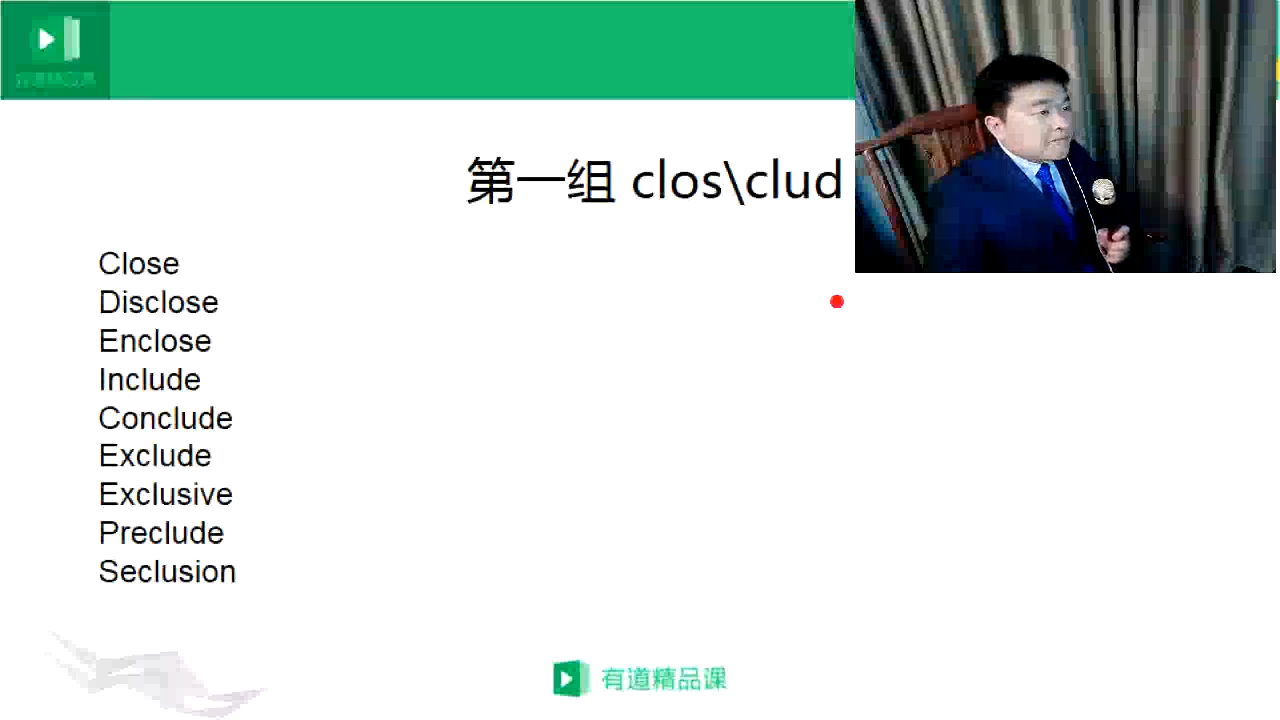 第一组 clos\clud
Close
Disclose
Enclose
Include
Conclude
Exclude
Exclusive
Preclude
Seclusion
有道精品课